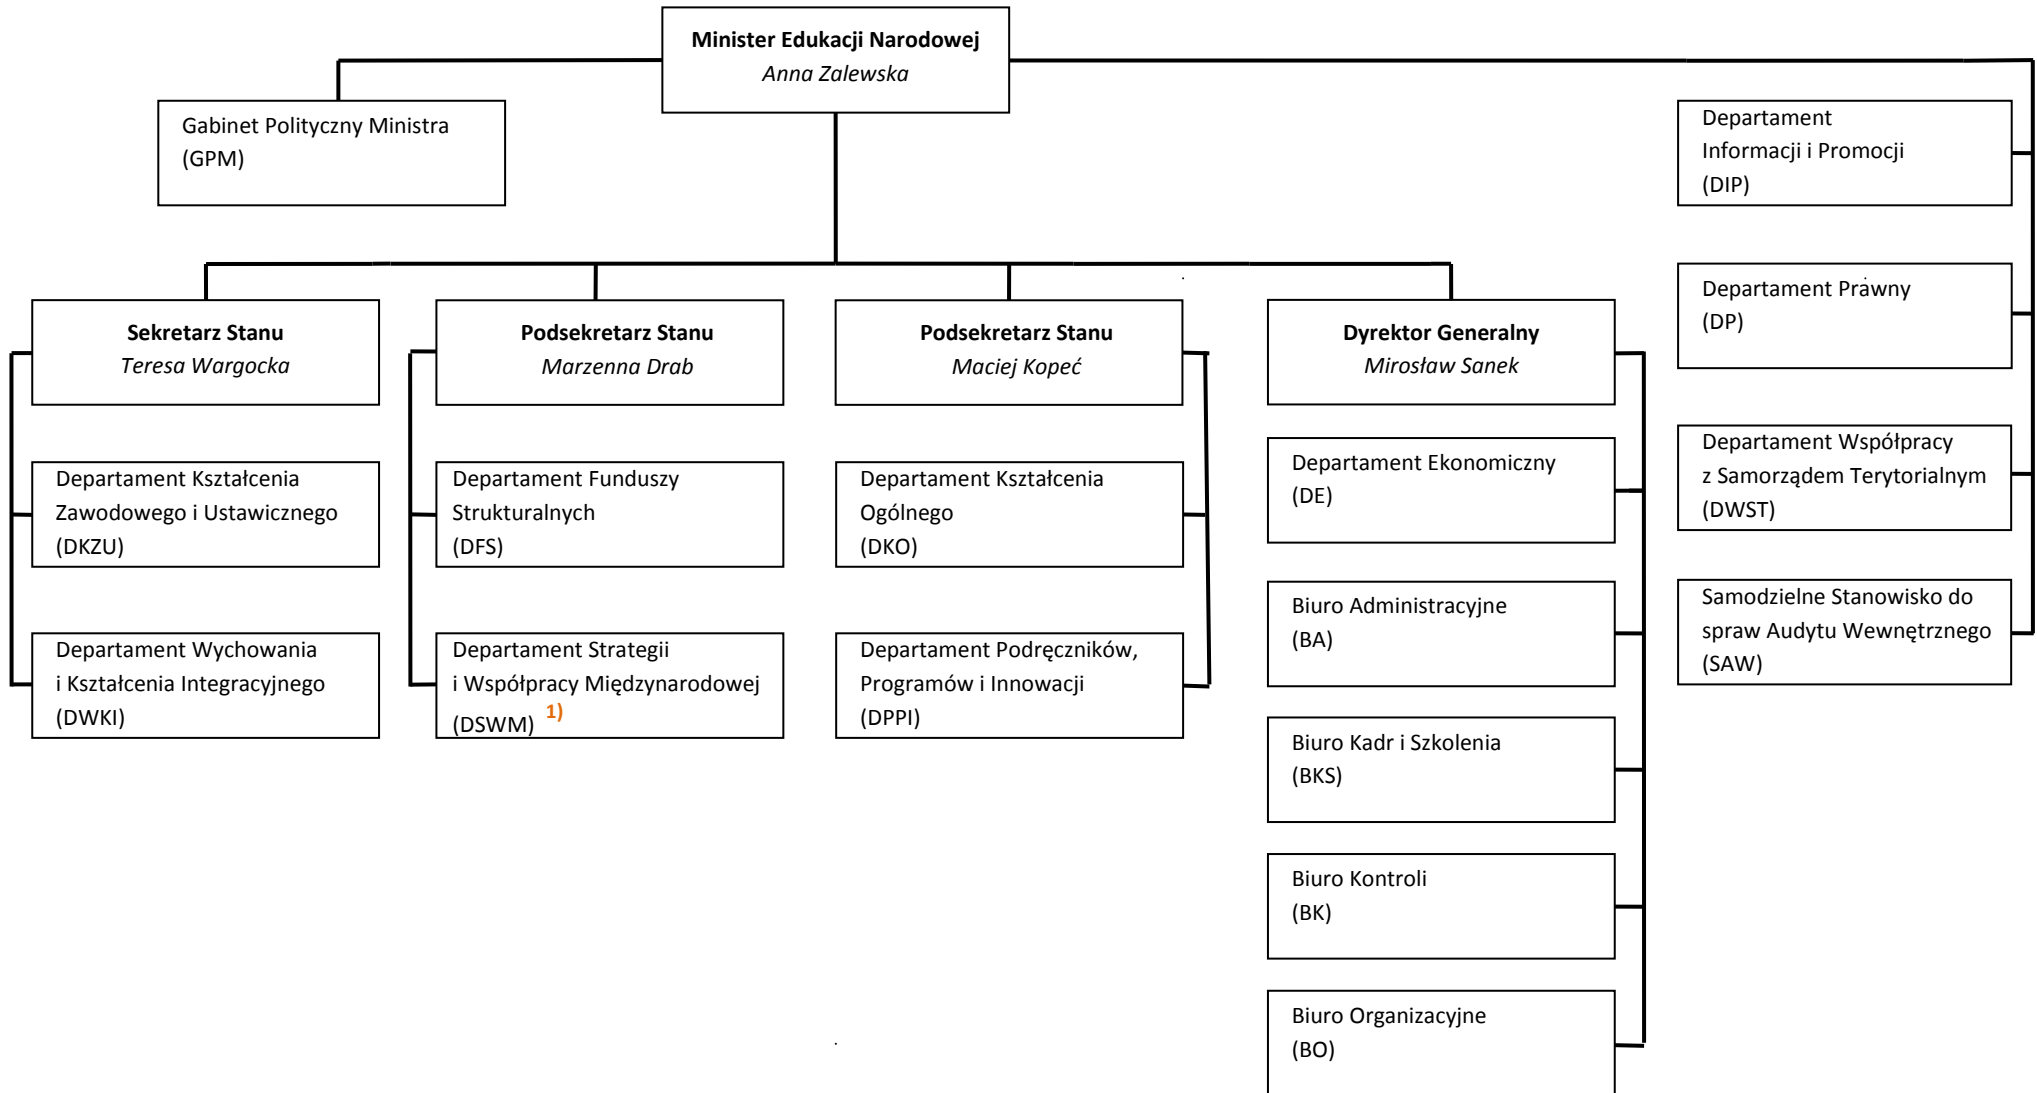 Minister Edukacji Narodowej
Anna Zalewska
Gabinet Polityczny Ministra
(GPM)
Departament
Informacji i Promocji
(DIP)
Departament Prawny
(DP)
Departament Współpracy
z Samorządem Terytorialnym
(DWST)
Samodzielne Stanowisko do
spraw Audytu Wewnętrznego
(SAW)
Sekretarz Stanu
Teresa Wargocka
Departament Kształcenia
Zawodowego i Ustawicznego
(DKZU)
Departament Wychowania
i Kształcenia Integracyjnego
(DWKI)
Podsekretarz Stanu
Marzenna Drab
Departament Funduszy
Strukturalnych
(DFS)
Departament Strategii
i Współpracy Międzynarodowej
(DSWM) 1)
Podsekretarz Stanu
Maciej Kopeć
Departament Kształcenia
Ogólnego
(DKO)
Departament Podręczników,
Programów i Innowacji
(DPPI)
Dyrektor Generalny
Mirosław Sanek
Departament Ekonomiczny
(DE)
Biuro Administracyjne
(BA)
Biuro Kadr i Szkolenia
(BKS)
Biuro Kontroli
(BK)
Biuro Organizacyjne
(BO)